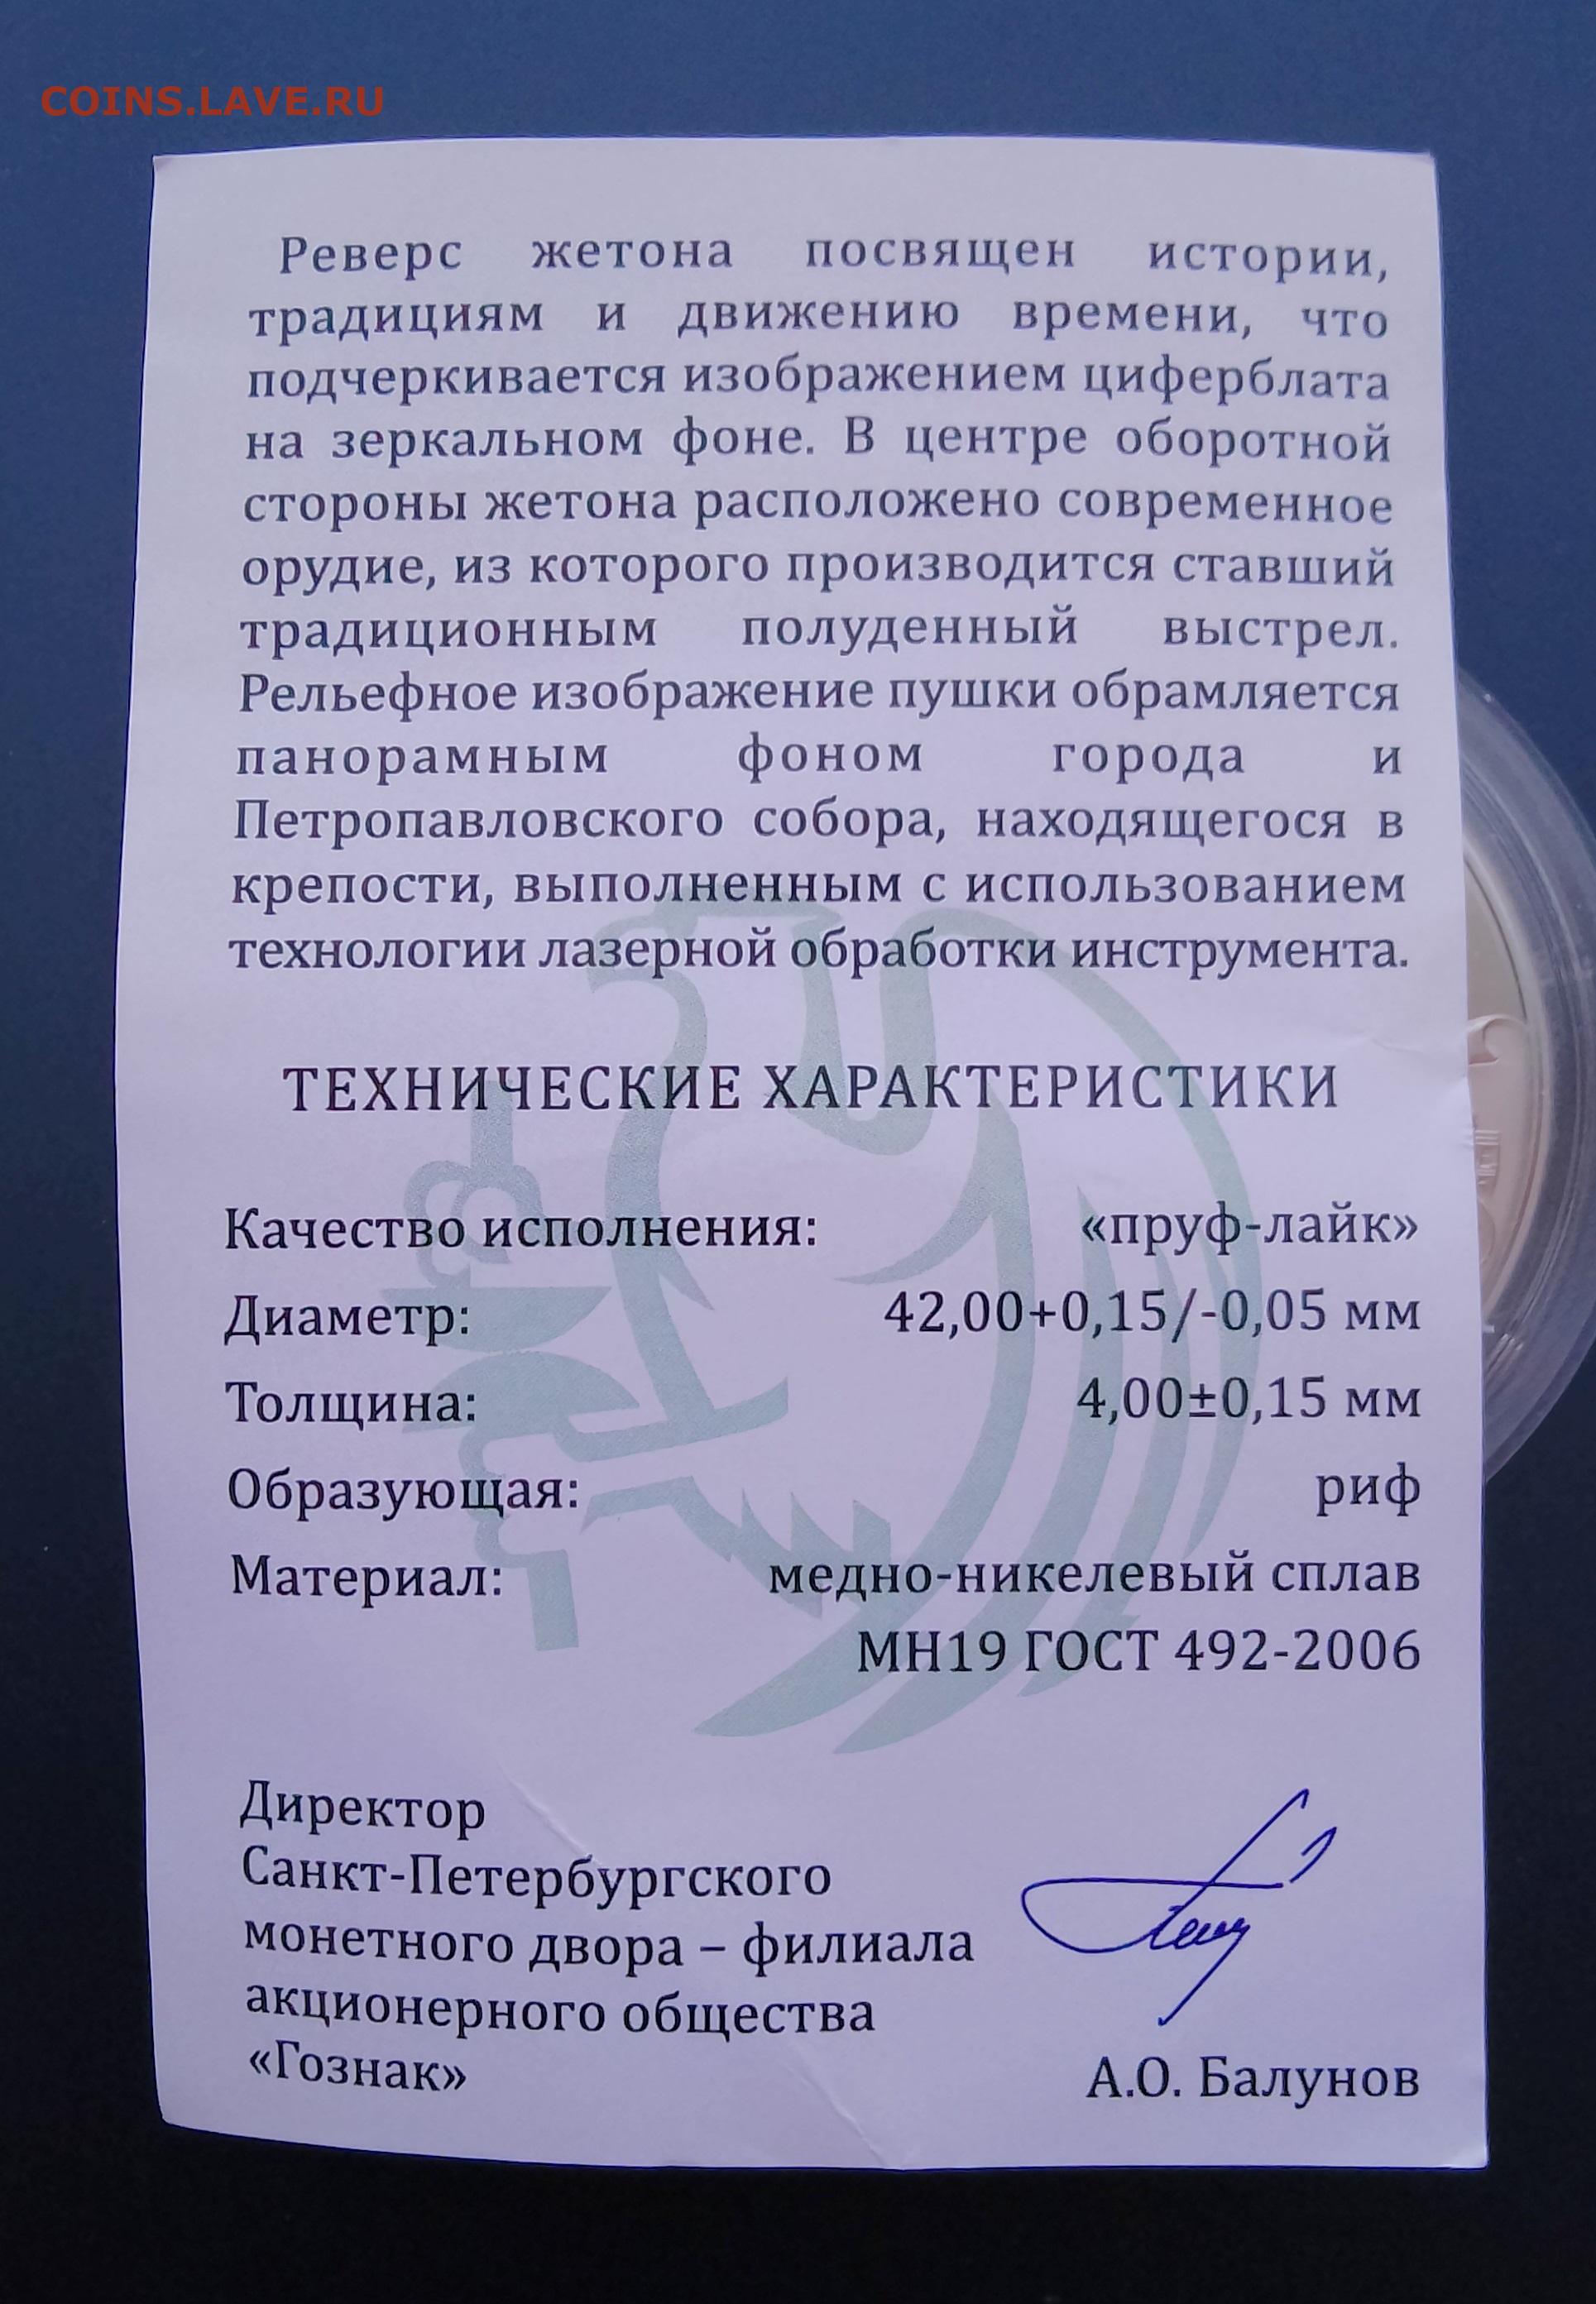 COINS.LAVE.RU
Реверс жетона посвящен истории,
традициям и движению времени, что
подчеркивается изображением циферблата
на зеркальном фоне. В центре оборотной
стороны жетона расположено современное
орудие, из которого производится ставший
традиционным полуденный выстрел.
Рельефное изображение пушки обрамляется
панорамным фоном города и
Петропавловского собора, находящегося в
крепости, выполненным с использованием
технологии лазерной обработки инструмента.
ТЕХНИЧЕСКИЕ ХАРАКТЕРИСТИКИ
Качество исполнения: «пруф-лайк»
Диаметр: 42,00+0,15/-0,05 мм
Толщина: 4,00±0,15 мм
Образующая: риф
Материал: медно-никелевый сплав
МН19 ГОСТ 492-2006
Директор
Санкт-Петербургского
монетного двора – филиала
акционерного общества
«Гознак»
А.О. Балунов